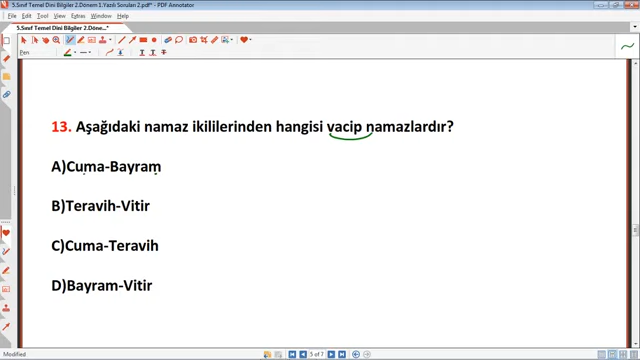 5.Sınıf Temel Dini Bilgiler 2.Dönem 1.Yazılı Soruları 2.pdf* - PDF Annotator
File Edit Tool Insert View Extras Window Help
5.Sınıf Temel Dini Bilgiler 2.Döne...*
Pen
13. Aşağıdaki namaz ikililerinden hangisi vacip namazlardır?
A)Cuma-Bayram
B)Teravih-Vitir
C)Cuma-Teravih
D)Bayram-Vitir
Modified
5 of 7